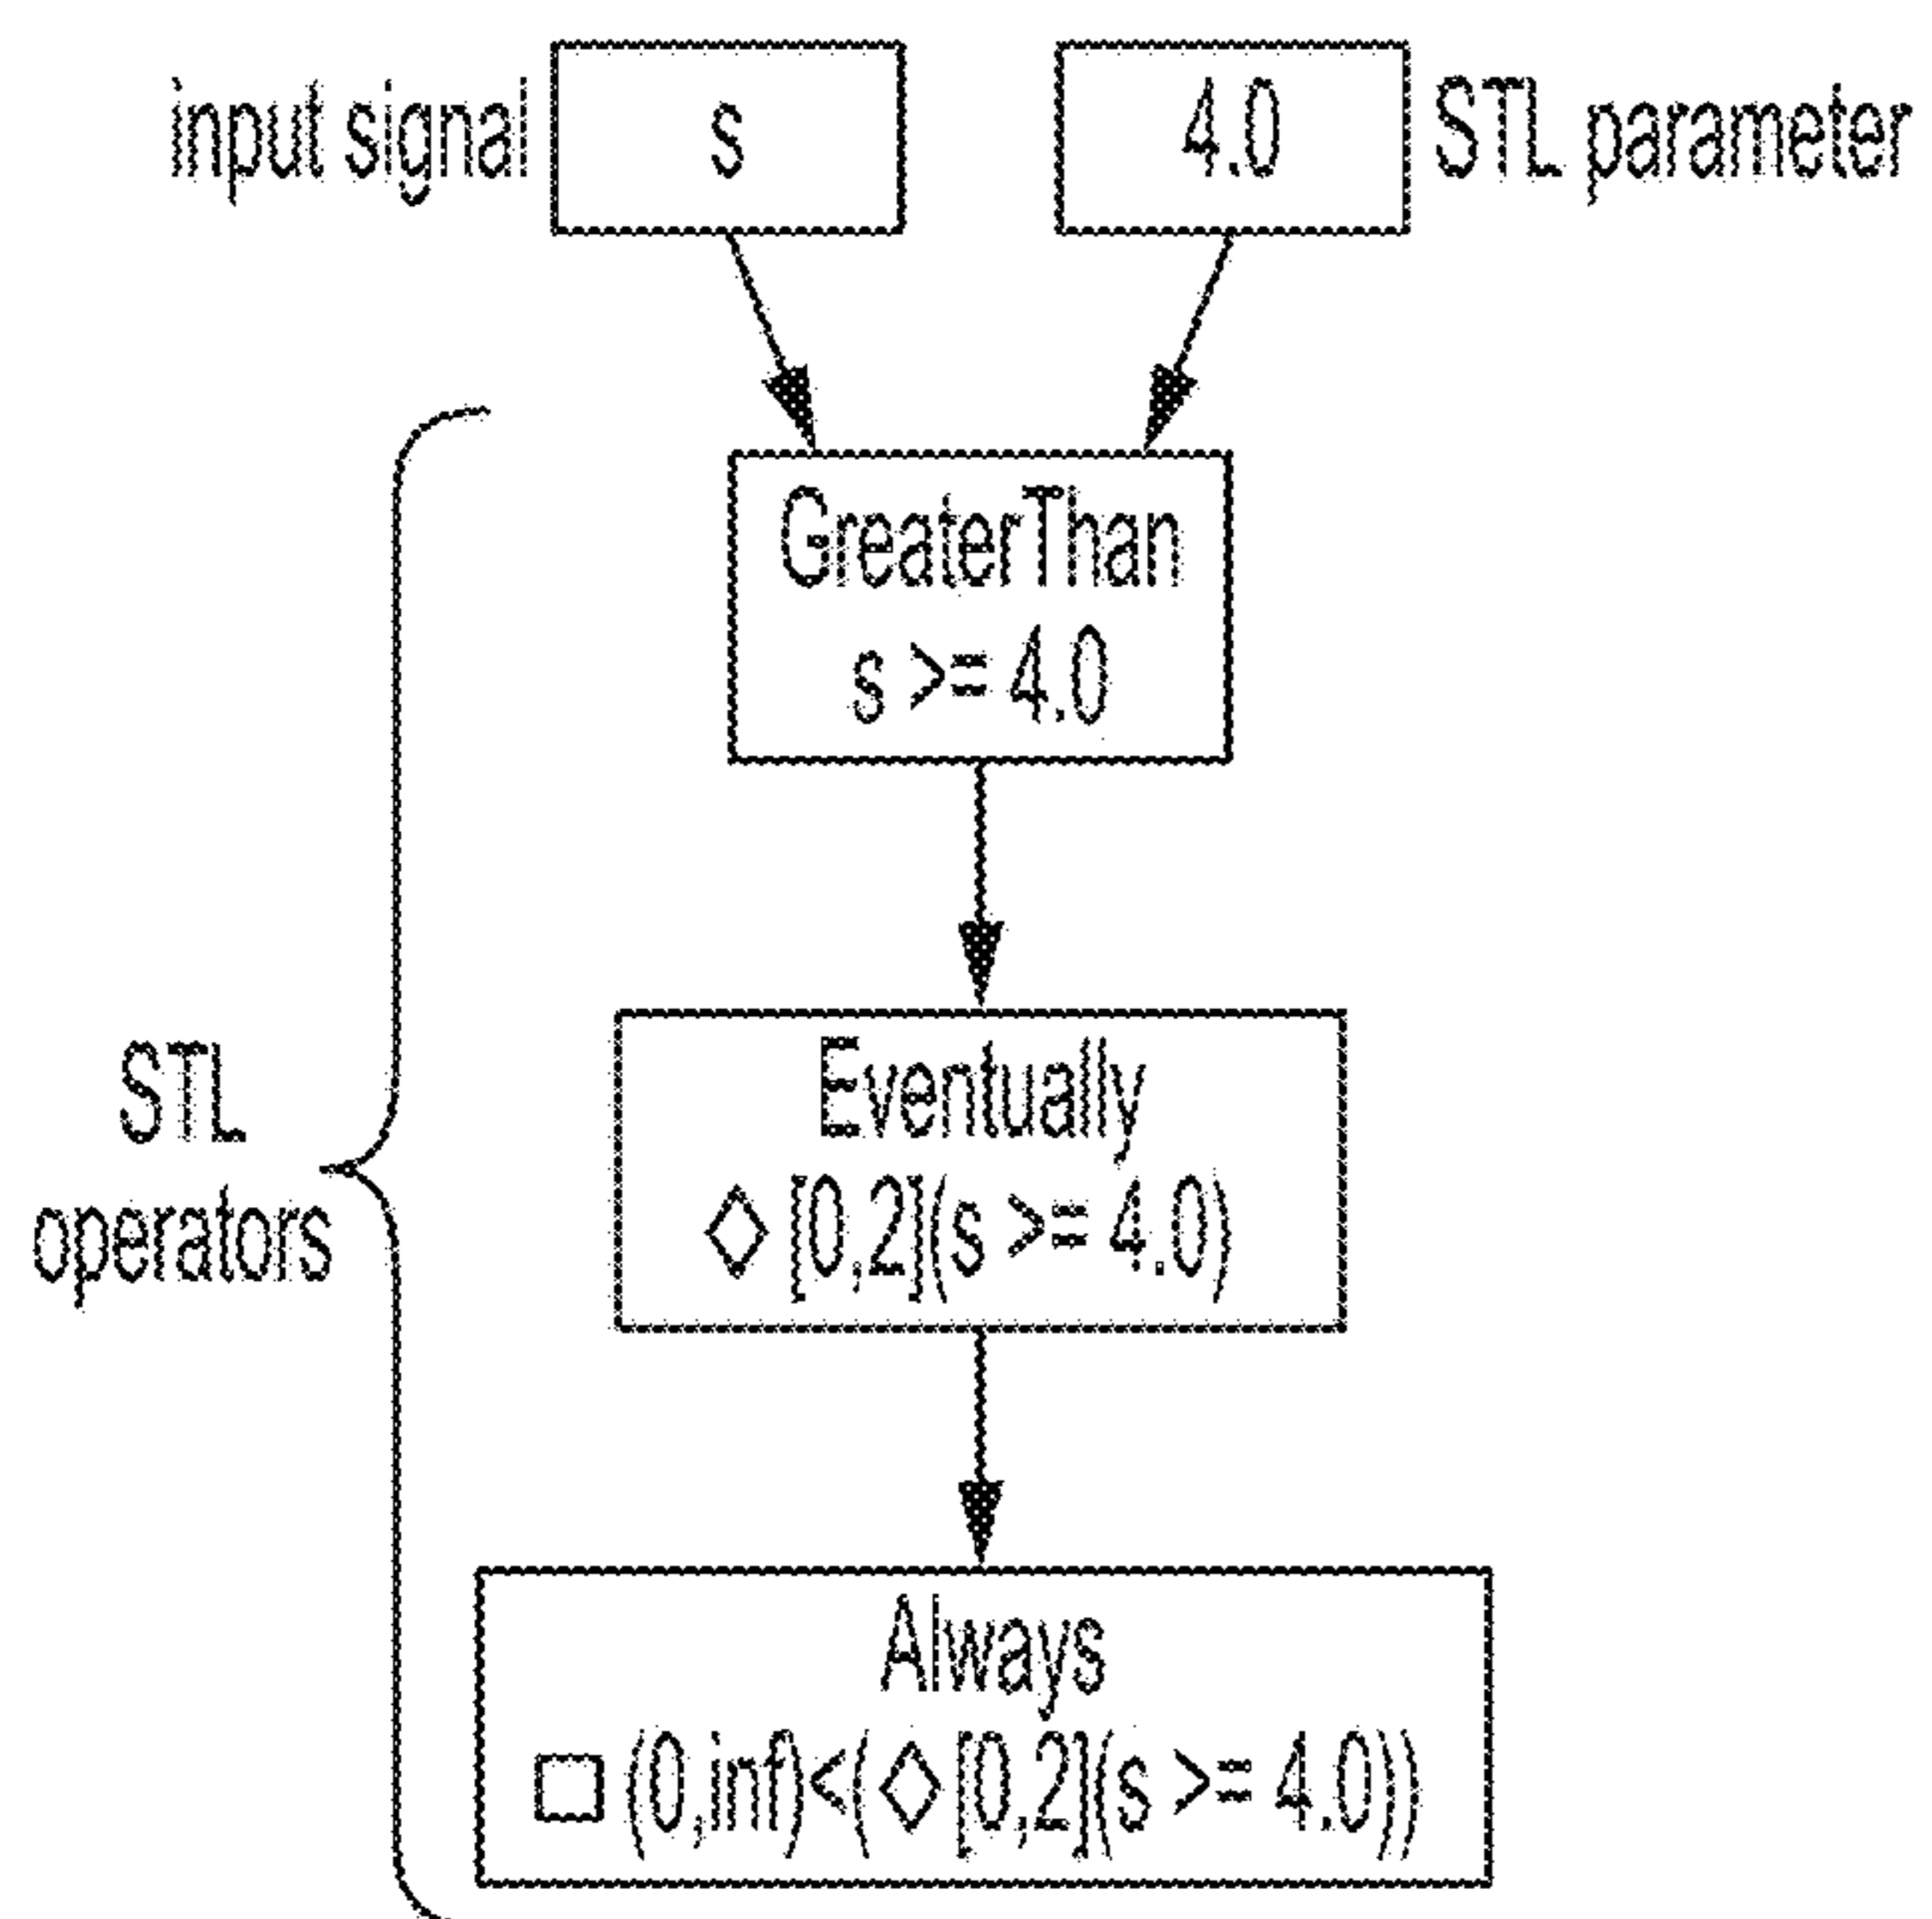 input signal
s
4.0
STL parameter
GreaterThan
s >= 4.0
Eventually
◇ [0,2](s >= 4.0)
STL
operators
Always
□ (0,inf)<(◇ [0,2](s >= 4.0))